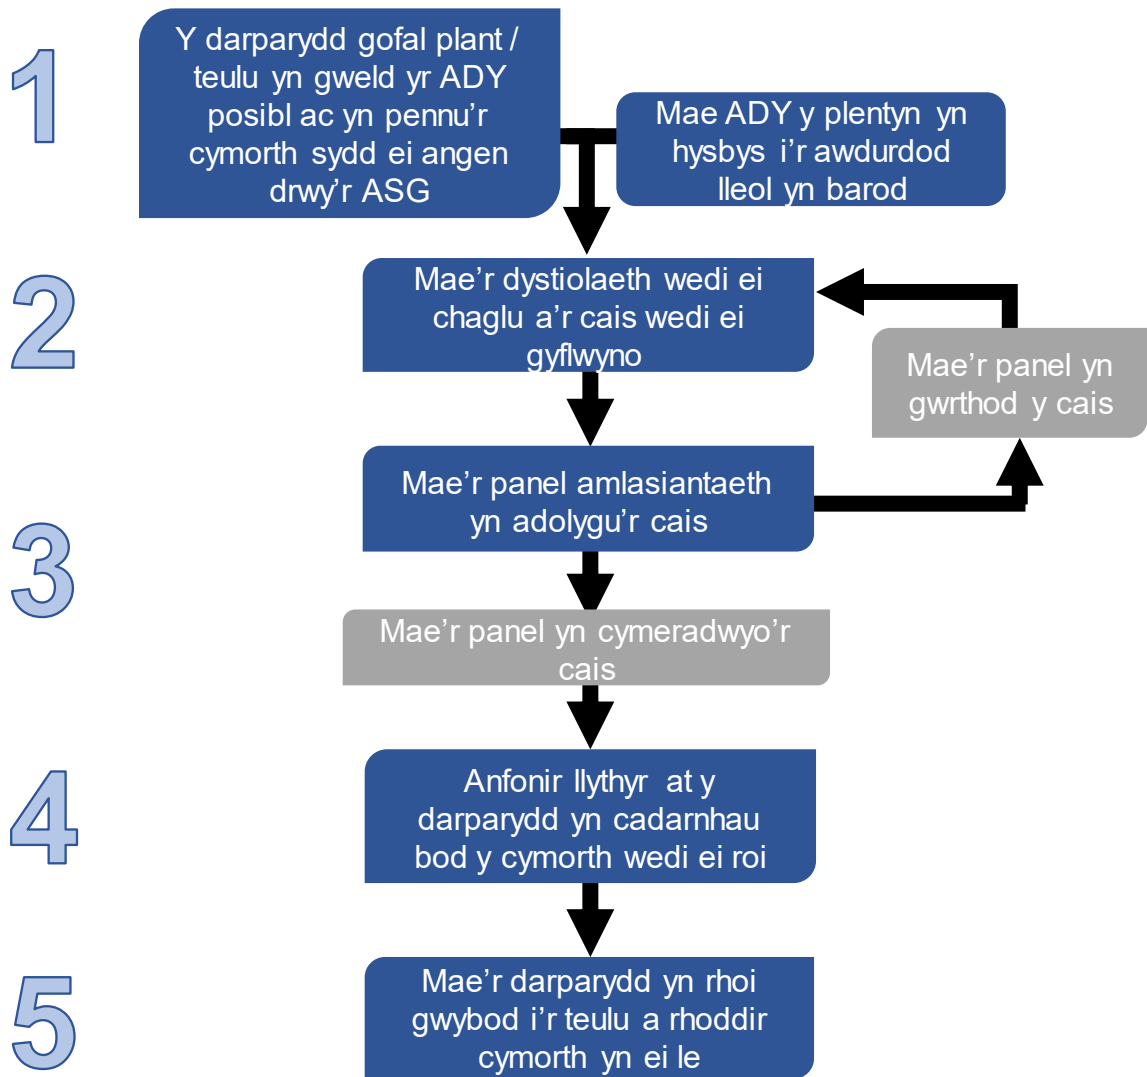 1
Y darparydd gofal plant /
teulu yn gweld yr ADY
posibl ac yn pennu'r
cymorth sydd ei angen
drwy'r ASG
Mae ADY y plentyn yn
hysbys i'r awdurdod
lleol yn barod
2
Mae'r dystiolaeth wedi ei
chaglu a'r cais wedi ei
gyflwyno
Mae'r panel yn
gwrthod y cais
3
Mae'r panel amlasiantaeth
yn adolygu'r cais
Mae'r panel yn cymeradwyo'r
cais
4
Anfonir llythyr at y
darparydd yn cadarnhau
bod y cymorth wedi ei roi
5
Mae'r darparydd yn rhoi
gwybod i'r teulu a rhoddir
cymorth yn ei le